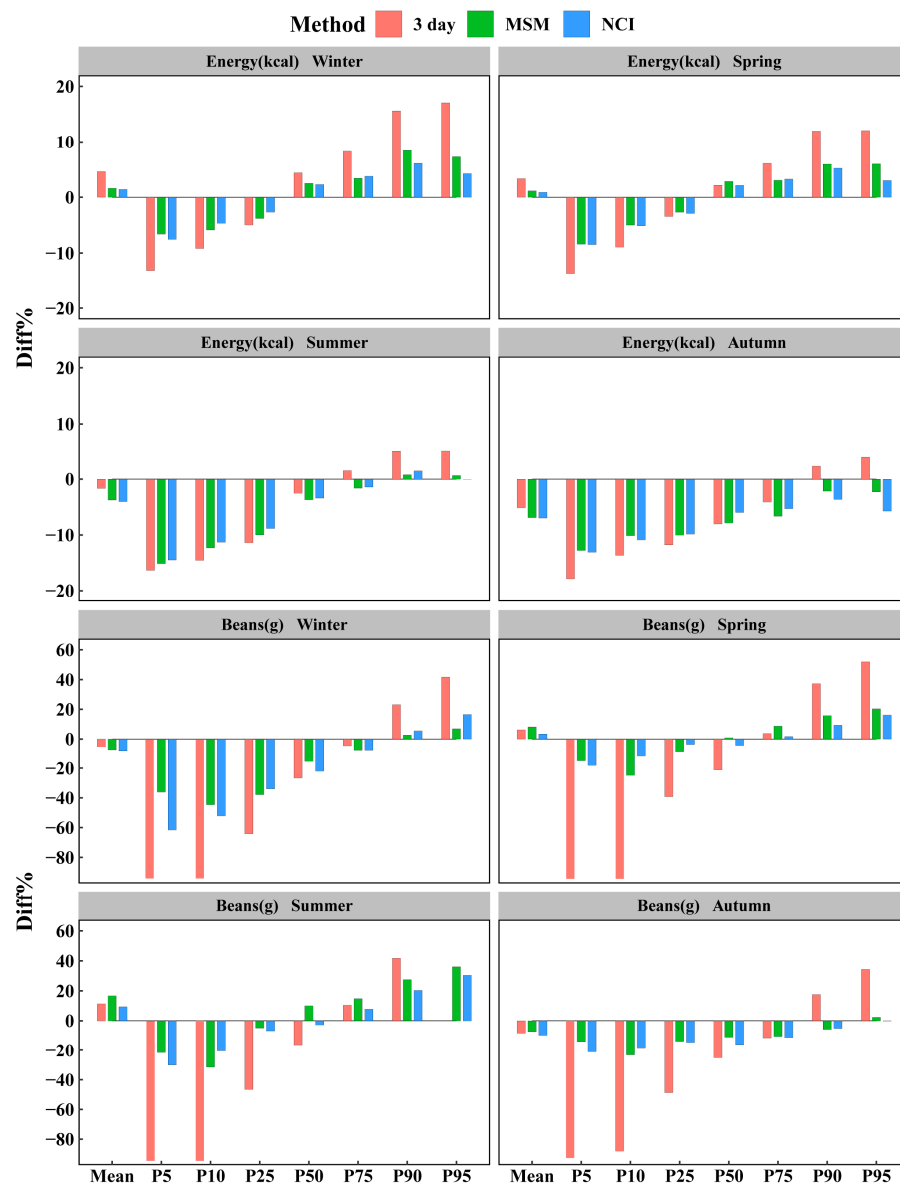 Method 3 day MSM NCI
Energy(kcal) Winter
Energy(kcal) Spring
20
10
0
−10
−20
Diff%
Energy(kcal) Summer
Energy(kcal) Autumn
20
10
0
−10
−20
Beans(g) Winter
Beans(g) Spring
60
40
20
0
−20
−40
−60
−80
Diff%
Beans(g) Summer
Beans(g) Autumn
60
40
20
0
−20
−40
−60
−80
Mean P5 P10 P25 P50 P75 P90 P95
Mean P5 P10 P25 P50 P75 P90 P95